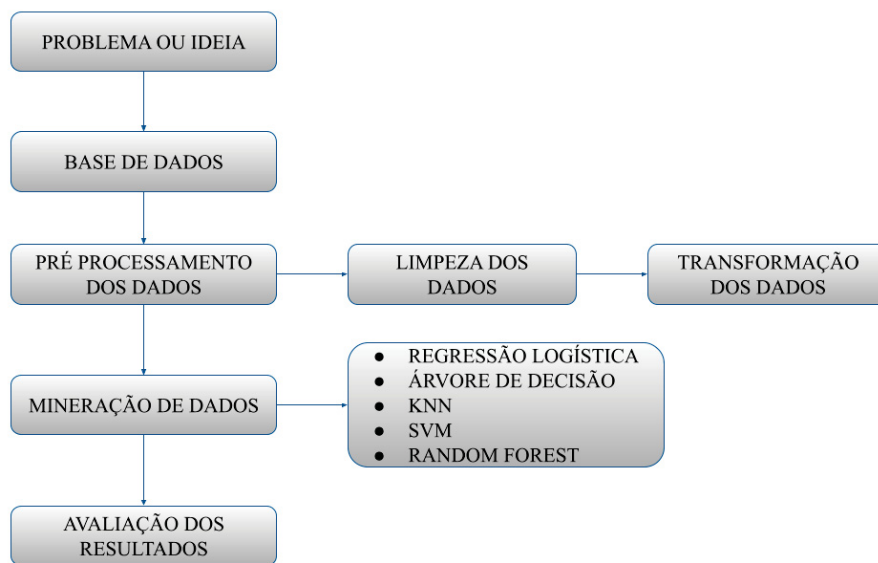 PROBLEMA OU IDEIA
BASE DE DADOS
PRÉ PROCESSAMENTO
DOS DADOS
LIMPEZA DOS
DADOS
TRANSFORMAÇÃO
DOS DADOS
MINERAÇÃO DE DADOS
● REGRESSÃO LOGÍSTICA
● ÁRVORE DE DECISÃO
● KNN
● SVM
● RANDOM FOREST
AVALIAÇÃO DOS
RESULTADOS